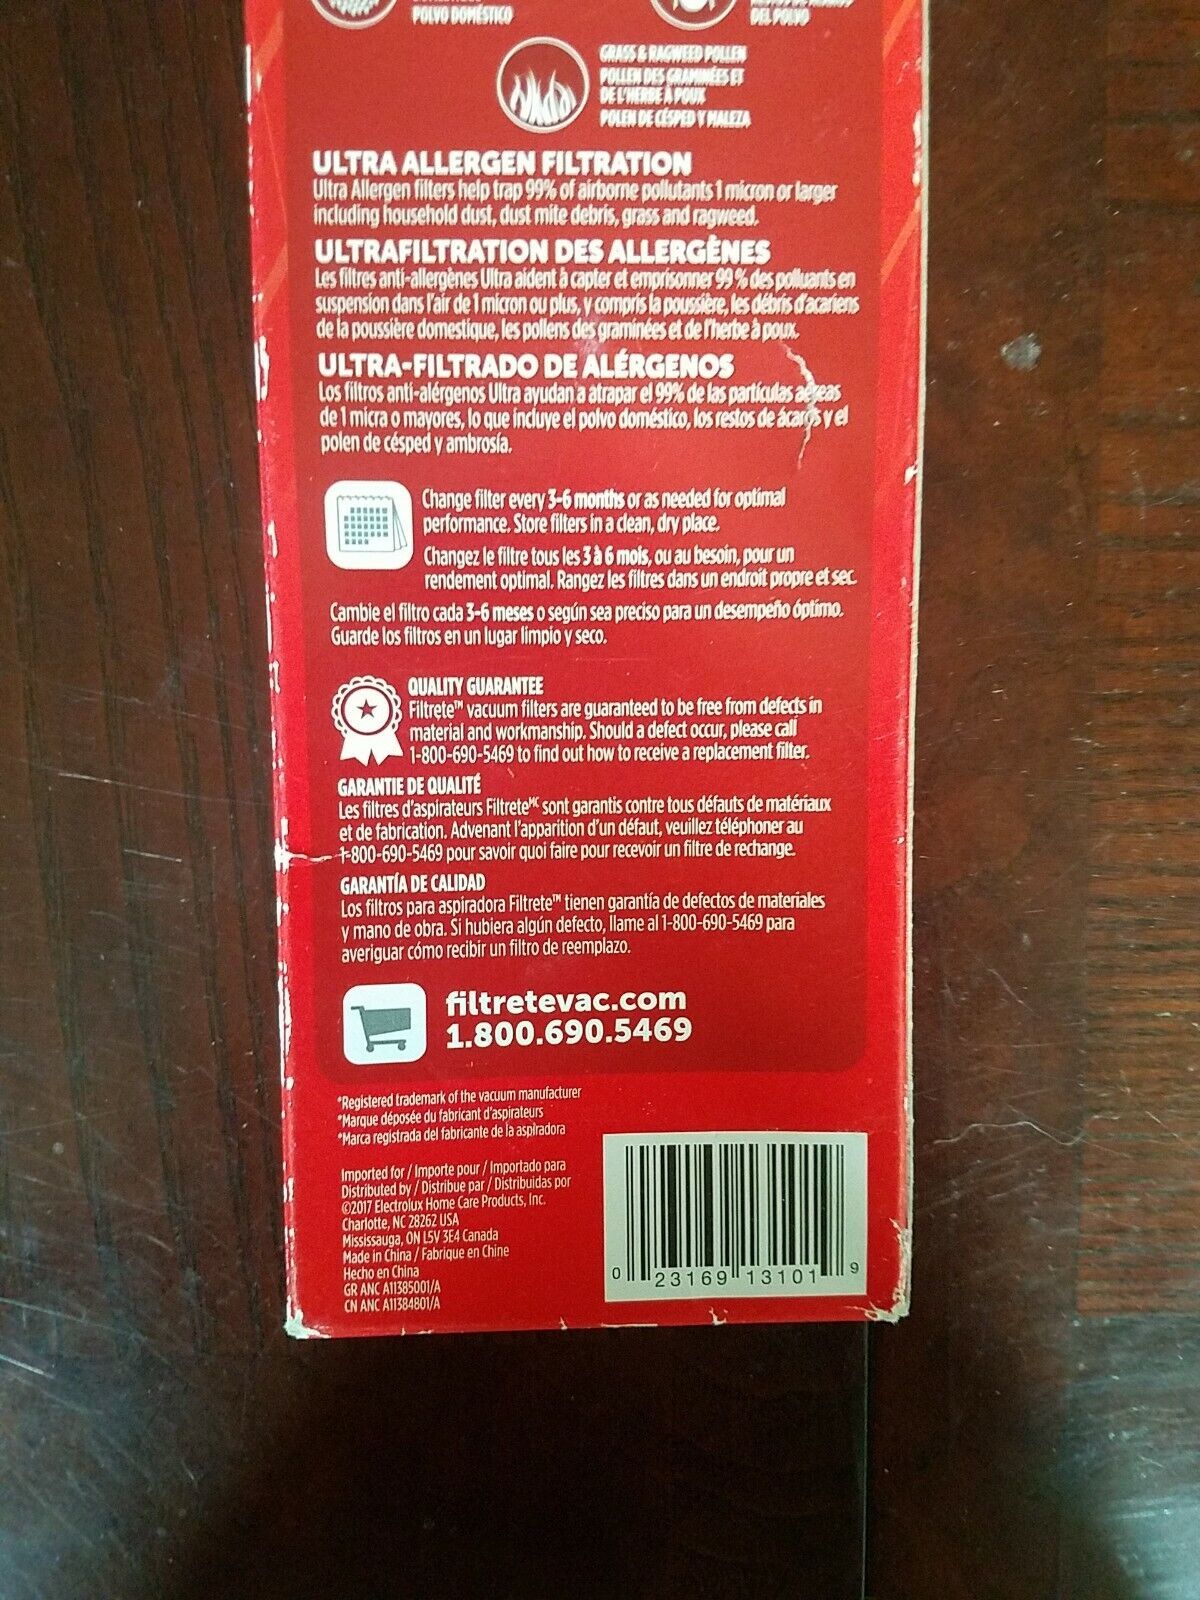 POLVO DOMÉSTICO
DEL POLVO
GRASS & RAGWEED POLLEN
POLLEN DES GRAMINÉES ET
DE L'HERBE À POUX
POLEN DE CÉSPED Y MALEZA
ULTRA ALLERGEN FILTRATION
Ultra Allergen filters help trap 99% of airborne pollutants 1 micron or larger
including household dust, dust mite debris, grass and ragweed.
ULTRAFILTRATION DES ALLERGÈNES
Les filtres anti-allergènes Ultra aident à capter et emprisonner 99 % des polluants en
suspension dans l'air de 1 micron ou plus, y compris la poussière, les débris d'acariens
de la poussière domestique, les pollens des graminées et de l'herbe à poux.
ULTRA-FILTRADO DE ALÉRGENOS
Los filtros anti-alérgenos Ultra ayudan a atrapar el 99% de las partículas aéreas
de 1 micra o mayores, lo que incluye el polvo doméstico, los restos de ácaros y el
polen de césped y ambrosía.
Change filter every 3-6 months or as needed for optimal
performance. Store filters in a clean, dry place.
Changez le filtre tous les 3 à 6 mois, ou au besoin, pour un
rendement optimal. Rangez les filtres dans un endroit propre et sec.
Cambie el filtro cada 3-6 meses o según sea preciso para un desempeño óptimo.
Guarde los filtros en un lugar limpio y seco.
QUALITY GUARANTEE
Filtrete™ vacuum filters are guaranteed to be free from defects in
material and workmanship. Should a defect occur, please call
1-800-690-5469 to find out how to receive a replacement filter.
GARANTIE DE QUALITÉ
Les filtres d'aspirateurs Filtrete MC sont garantis contre tous défauts de matériaux
et de fabrication. Advenant l'apparition d'un défaut, veuillez téléphoner au
1-800-690-5469 pour savoir quoi faire pour recevoir un filtre de rechange.
GARANTÍA DE CALIDAD
Los filtros para aspiradora Filtrete™ tienen garantía de defectos de materiales
y mano de obra. Si hubiera algún defecto, llame al 1-800-690-5469 para
averiguar cómo recibir un filtro de reemplazo.
filtretevac.com
1.800.690.5469
*Registered trademark of the vacuum manufacturer
*Marque déposée du fabricant d'aspirateurs
*Marca registrada del fabricante de la aspiradora
Imported for / Importe pour / Importado para
Distributed by / Distribue par / Distribuidas por
©2017 Electrolux Home Care Products, Inc.
Charlotte, NC 28262 USA
Mississauga, ON L5V 3E4 Canada
Made in China / Fabrique en Chine
Hecho en China
GR ANC A11385001/A
CN ANC A11384801/A
0 23169 13101 9